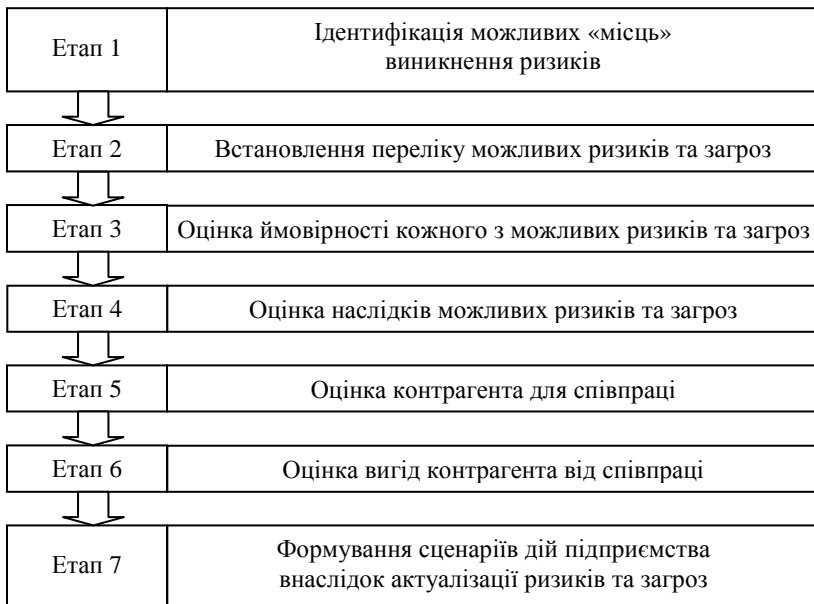 Етап 1
Ідентифікація можливих «місць»
виникнення ризиків
Етап 2
Встановлення переліку можливих ризиків та загроз
Етап 3
Оцінка ймовірності кожного з можливих ризиків та загроз
Етап 4
Оцінка наслідків можливих ризиків та загроз
Етап 5
Оцінка контрагента для співпраці
Етап 6
Оцінка вигід контрагента від співпраці
Етап 7
Формування сценаріїв дій підприємства
внаслідок актуалізації ризиків та загроз